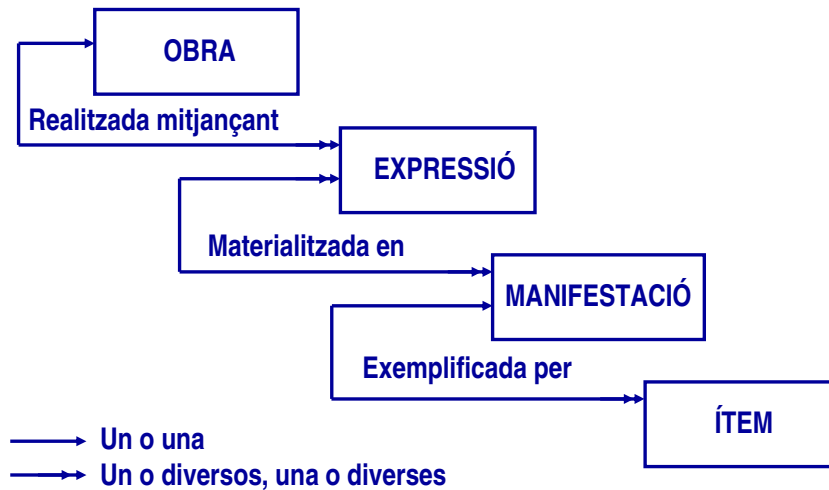 OBRA
Realitzada mitjançant
EXPRESSIÓ
Materialitzada en
MANIFESTACIÓ
Exemplificada per
ÍTEM
Un o una
Un o diversos, una o diverses